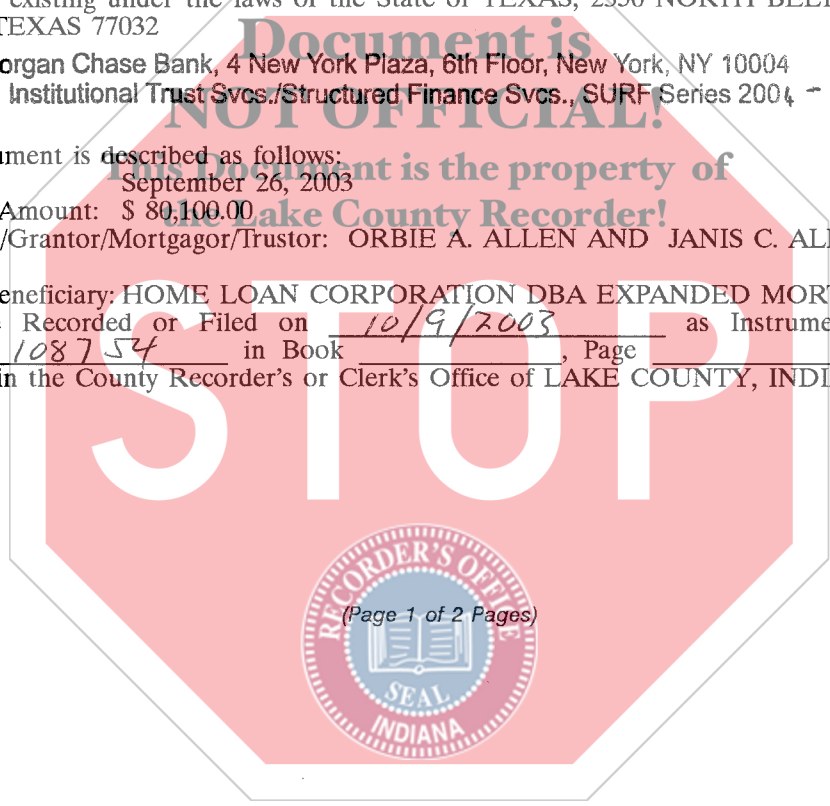 existing under the laws of the State of TEXAS, 2350 NORTH
TEXAS 77032
Document is
organ Chase Bank, 4 New York Plaza, 6th Floor, New York, NY 10004
Institutional Trust Svcs./Structured Finance Svcs., SURF Series 2004 -
NOT OFFICIAL!
ument is described as follows:
This Document is the property of
September 26, 2003
Amount: $ 80,100.00
the Lake County Recorder!
/Grantor/Mortgagor/Trustor: ORBIE A. ALLEN AND JANIS C.
eneficiary: HOME LOAN CORPORATION DBA EXPANDED MORT
Recorded or Filed on 10/9/2003 as Instrume
108754 in Book , Page
in the County Recorder's or Clerk's Office of LAKE COUNTY, INDI
STOP
RECORDER'S OFFICE
(Page 1 of 2 Pages)
SEAL
INDIANA